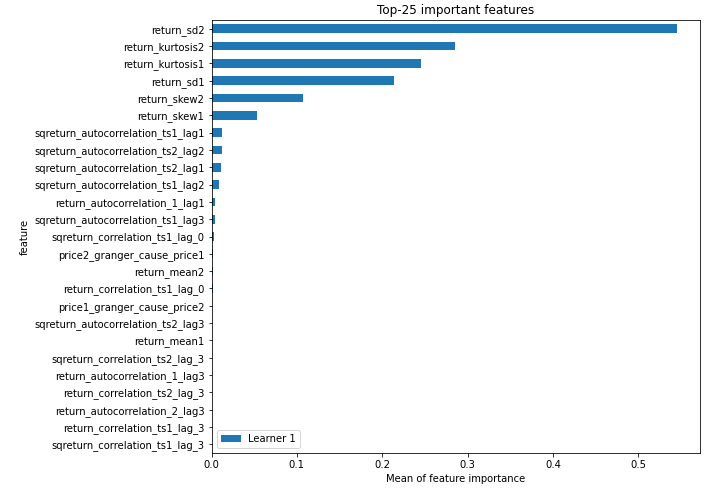 Top-25 important features
return_sd2
return_kurtosis2
return_kurtosis1
return_sd1
return_skew2
return_skew1
sqreturn_autocorrelation_ts1_lag1
sqreturn_autocorrelation_ts2_lag2
sqreturn_autocorrelation_ts2_lag1
sqreturn_autocorrelation_ts1_lag2
return_autocorrelation_1_lag1
sqreturn_autocorrelation_ts1_lag3
sqreturn_correlation_ts1_lag_0
price2_granger_cause_price1
return_mean2
return_correlation_ts1_lag_0
price1_granger_cause_price2
sqreturn_autocorrelation_ts2_lag3
return_mean1
sqreturn_correlation_ts2_lag_3
return_autocorrelation_1_lag3
return_correlation_ts2_lag_3
return_autocorrelation_2_lag3
return_correlation_ts1_lag_3
sqreturn_correlation_ts1_lag_3
feature
Learner 1
0.0 0.1 0.2 0.3 0.4 0.5
Mean of feature importance